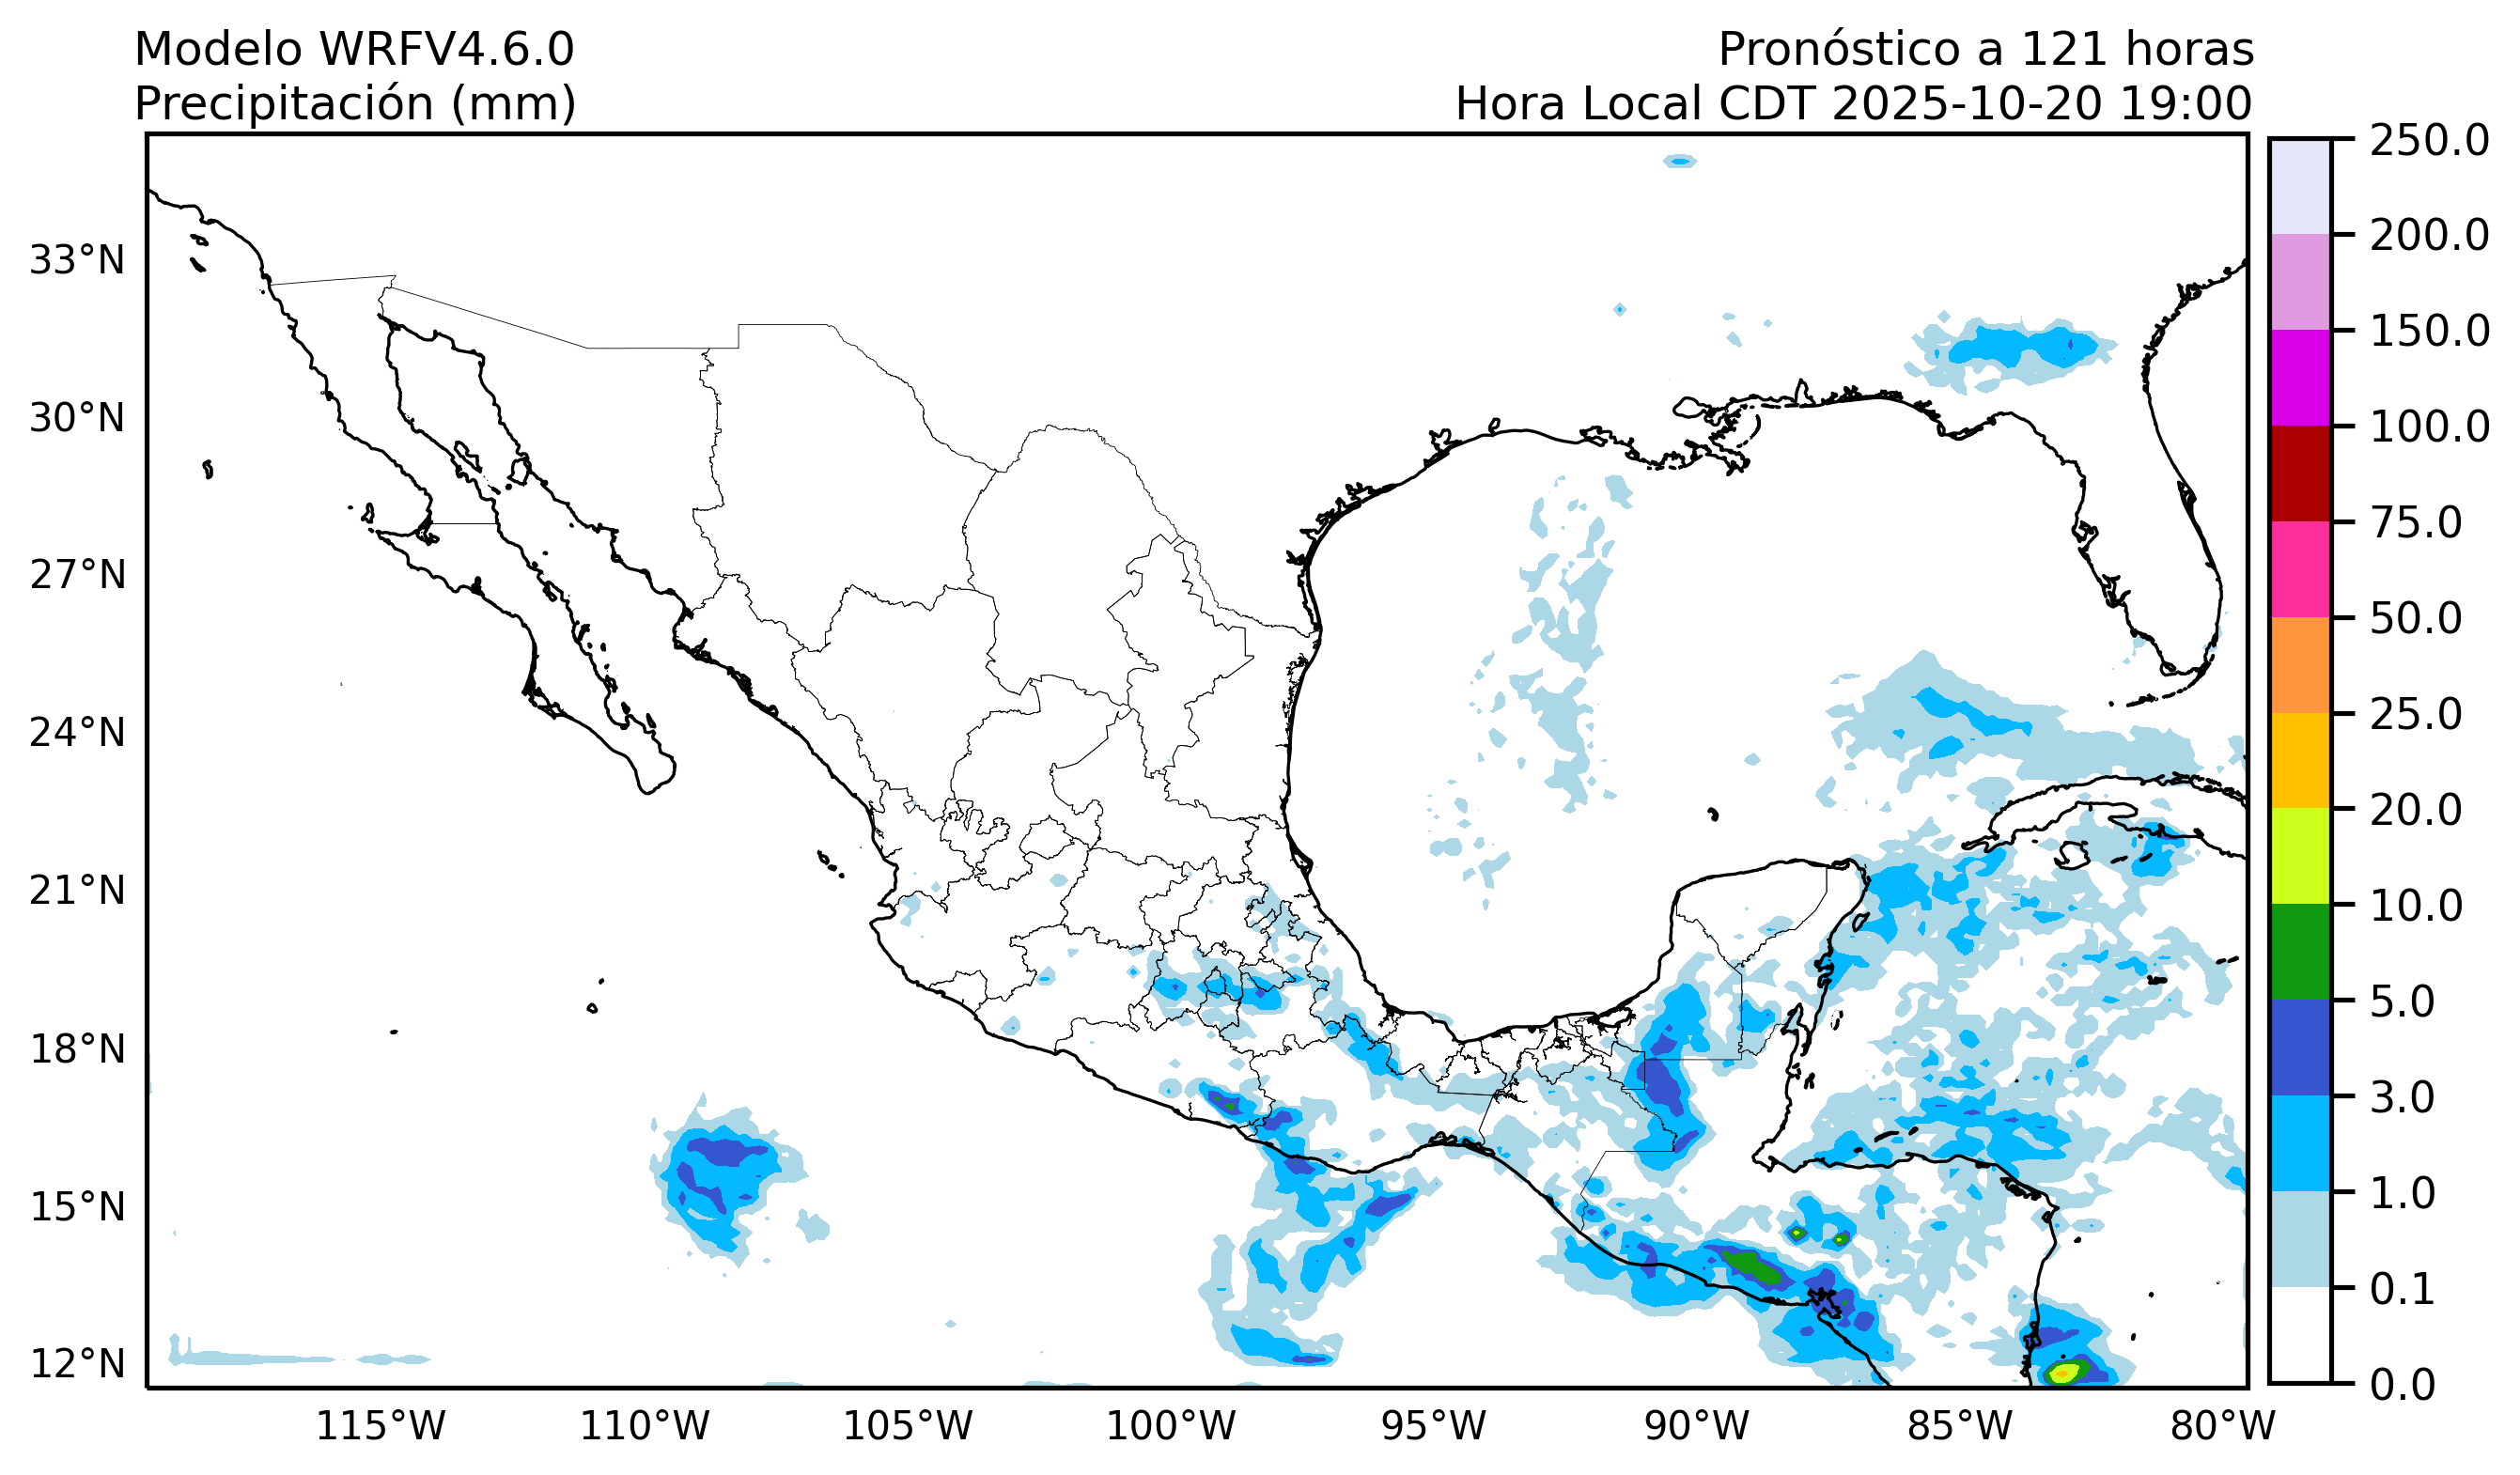 Modelo WRFV4.6.0
Precipitación (mm)
Pronóstico a 121 horas
Hora Local CDT 2025-10-20 19:00
33°N
30°N
27°N
24°N
21°N
18°N
15°N
12°N
115°W
110°W
105°W
100°W
95°W
90°W
85°W
80°W
250.0
200.0
150.0
100.0
75.0
50.0
25.0
20.0
10.0
5.0
3.0
1.0
0.1
0.0